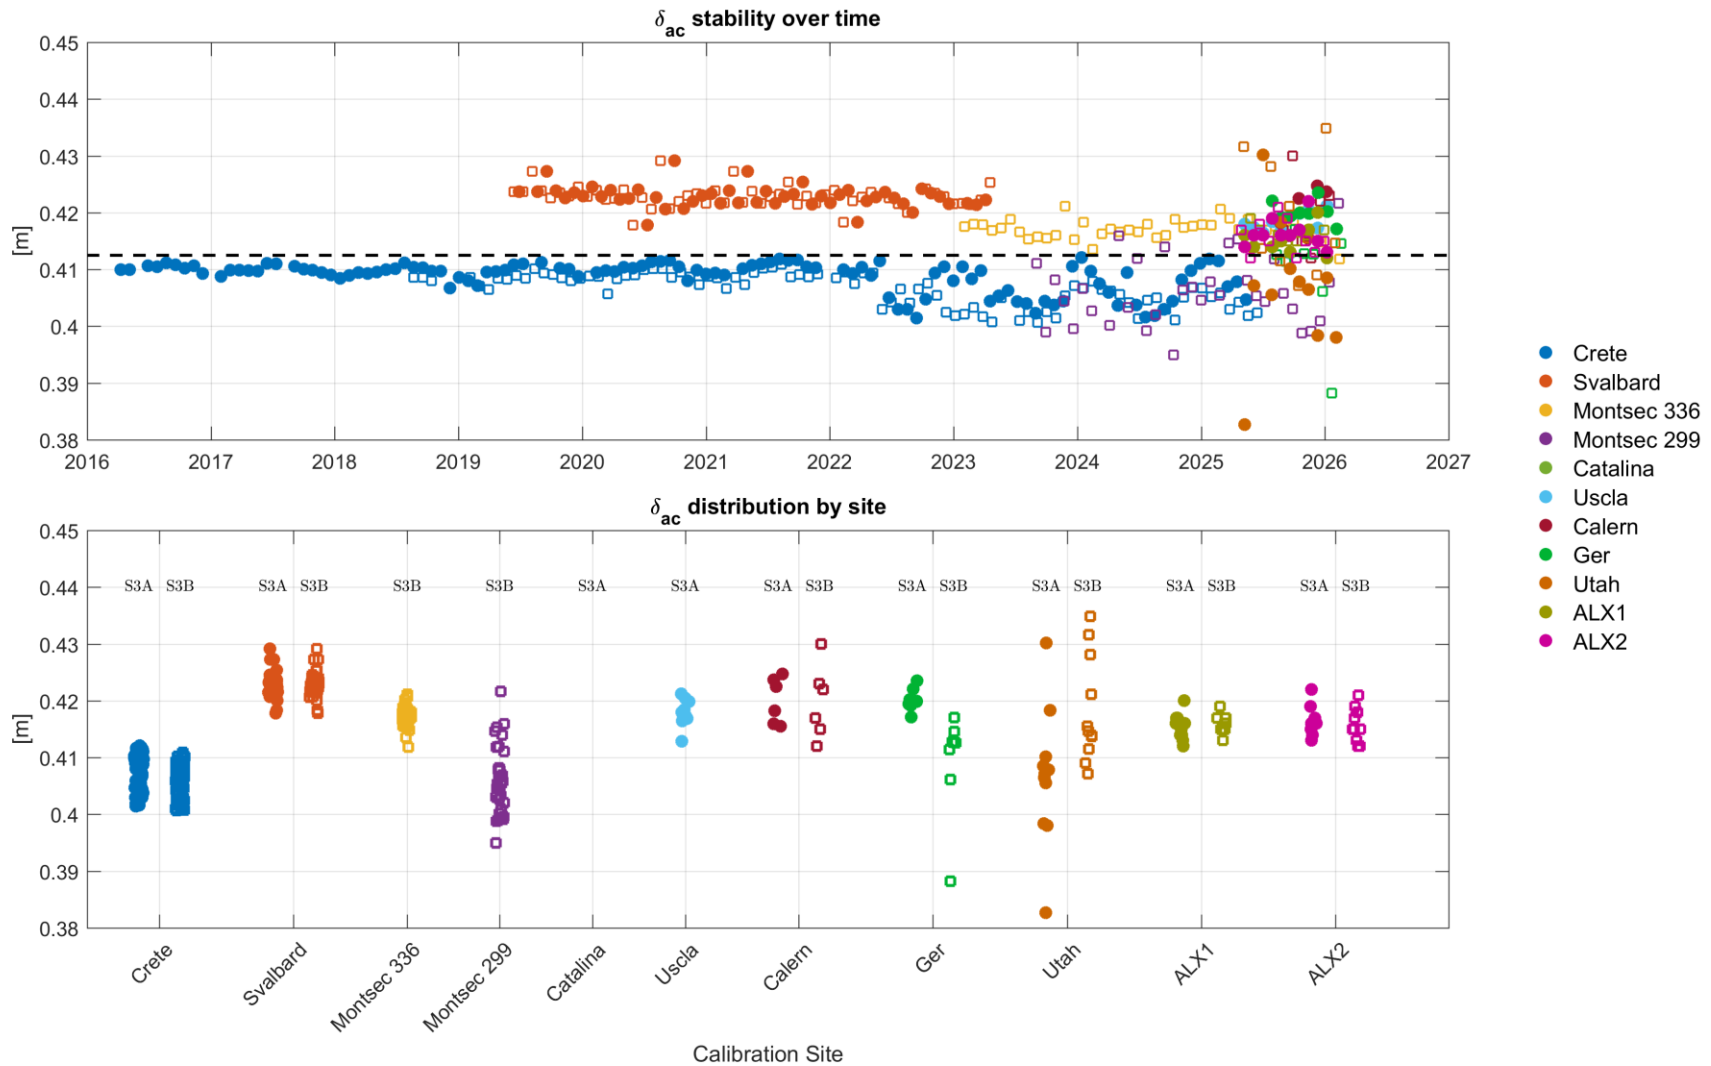 δac stability over time
0.45
0.44
0.43
0.42
0.41
0.4
0.39
0.38
[m]
2016 2017 2018 2019 2020 2021 2022 2023 2024 2025 2026 2027
δac distribution by site
0.45
0.44
0.43
0.42
0.41
0.4
0.39
0.38
[m]
S3A S3B S3A S3B S3B S3B S3A S3A S3A S3B S3A S3B S3A S3B S3A S3B S3A S3B
Crete Svalbard Montsec 336 Montsec 299 Catalina Uscla Calern Ger Utah ALX1 ALX2
Calibration Site
Crete
Svalbard
Montsec 336
Montsec 299
Catalina
Uscla
Calern
Ger
Utah
ALX1
ALX2